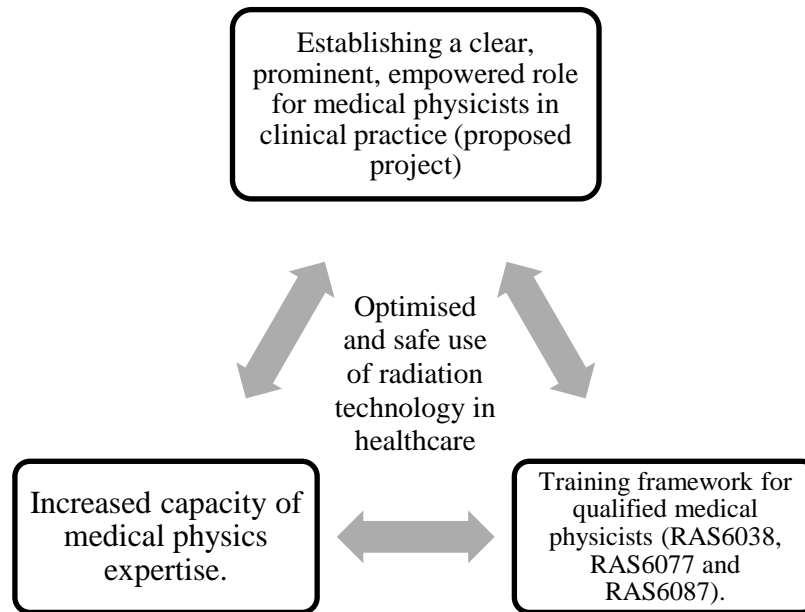 Establishing a clear,
prominent, empowered role
for medical physicists in
clinical practice (proposed
project)
Optimised
and safe use
of radiation
technology in
healthcare
Increased capacity of
medical physics
expertise.
Training framework for
qualified medical
physicists (RAS6038,
RAS6077 and
RAS6087).